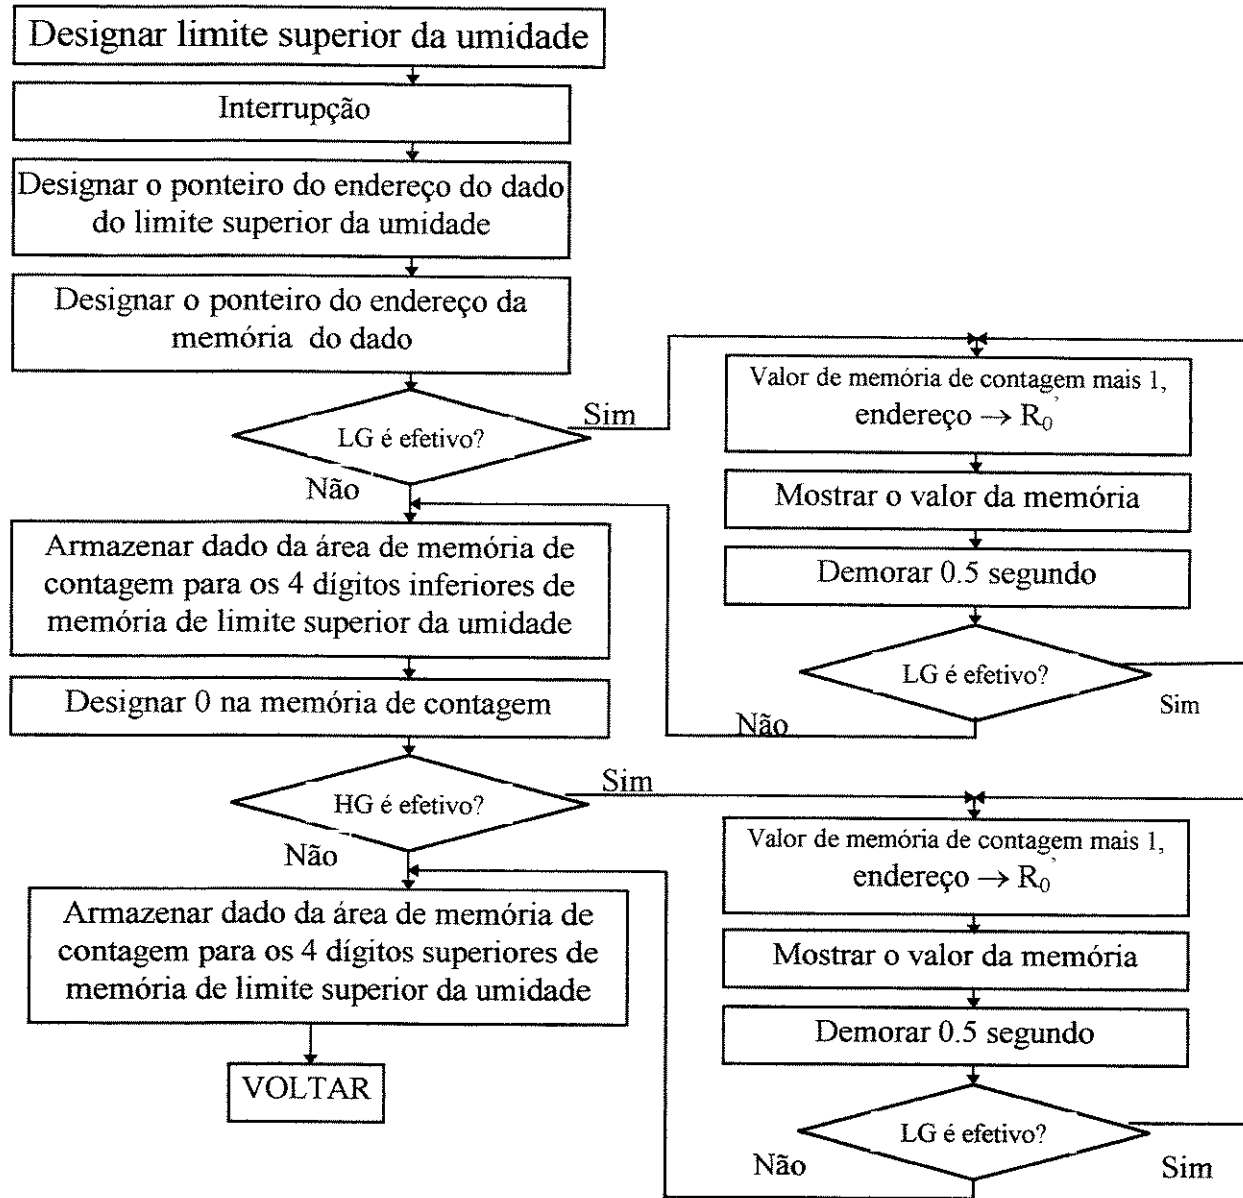 Designar limite superior da umidade
Interrupção
Designar o ponteiro do endereço do dado
do limite superior da umidade
Designar o ponteiro do endereço da
memória do dado
LG é efetivo?
Sim
Não
Valor de memória de contagem mais 1,
endereço → R₀'
Mostrar o valor da memória
Demorar 0.5 segundo
LG é efetivo?
Sim
Não
Armazenar dado da área de memória de
contagem para os 4 dígitos inferiores de
memória de limite superior da umidade
Designar 0 na memória de contagem
HG é efetivo?
Sim
Não
Valor de memória de contagem mais 1,
endereço → R₀'
Mostrar o valor da memória
Demorar 0.5 segundo
LG é efetivo?
Não
Sim
Armazenar dado da área de memória de
contagem para os 4 dígitos superiores de
memória de limite superior da umidade
VOLTAR